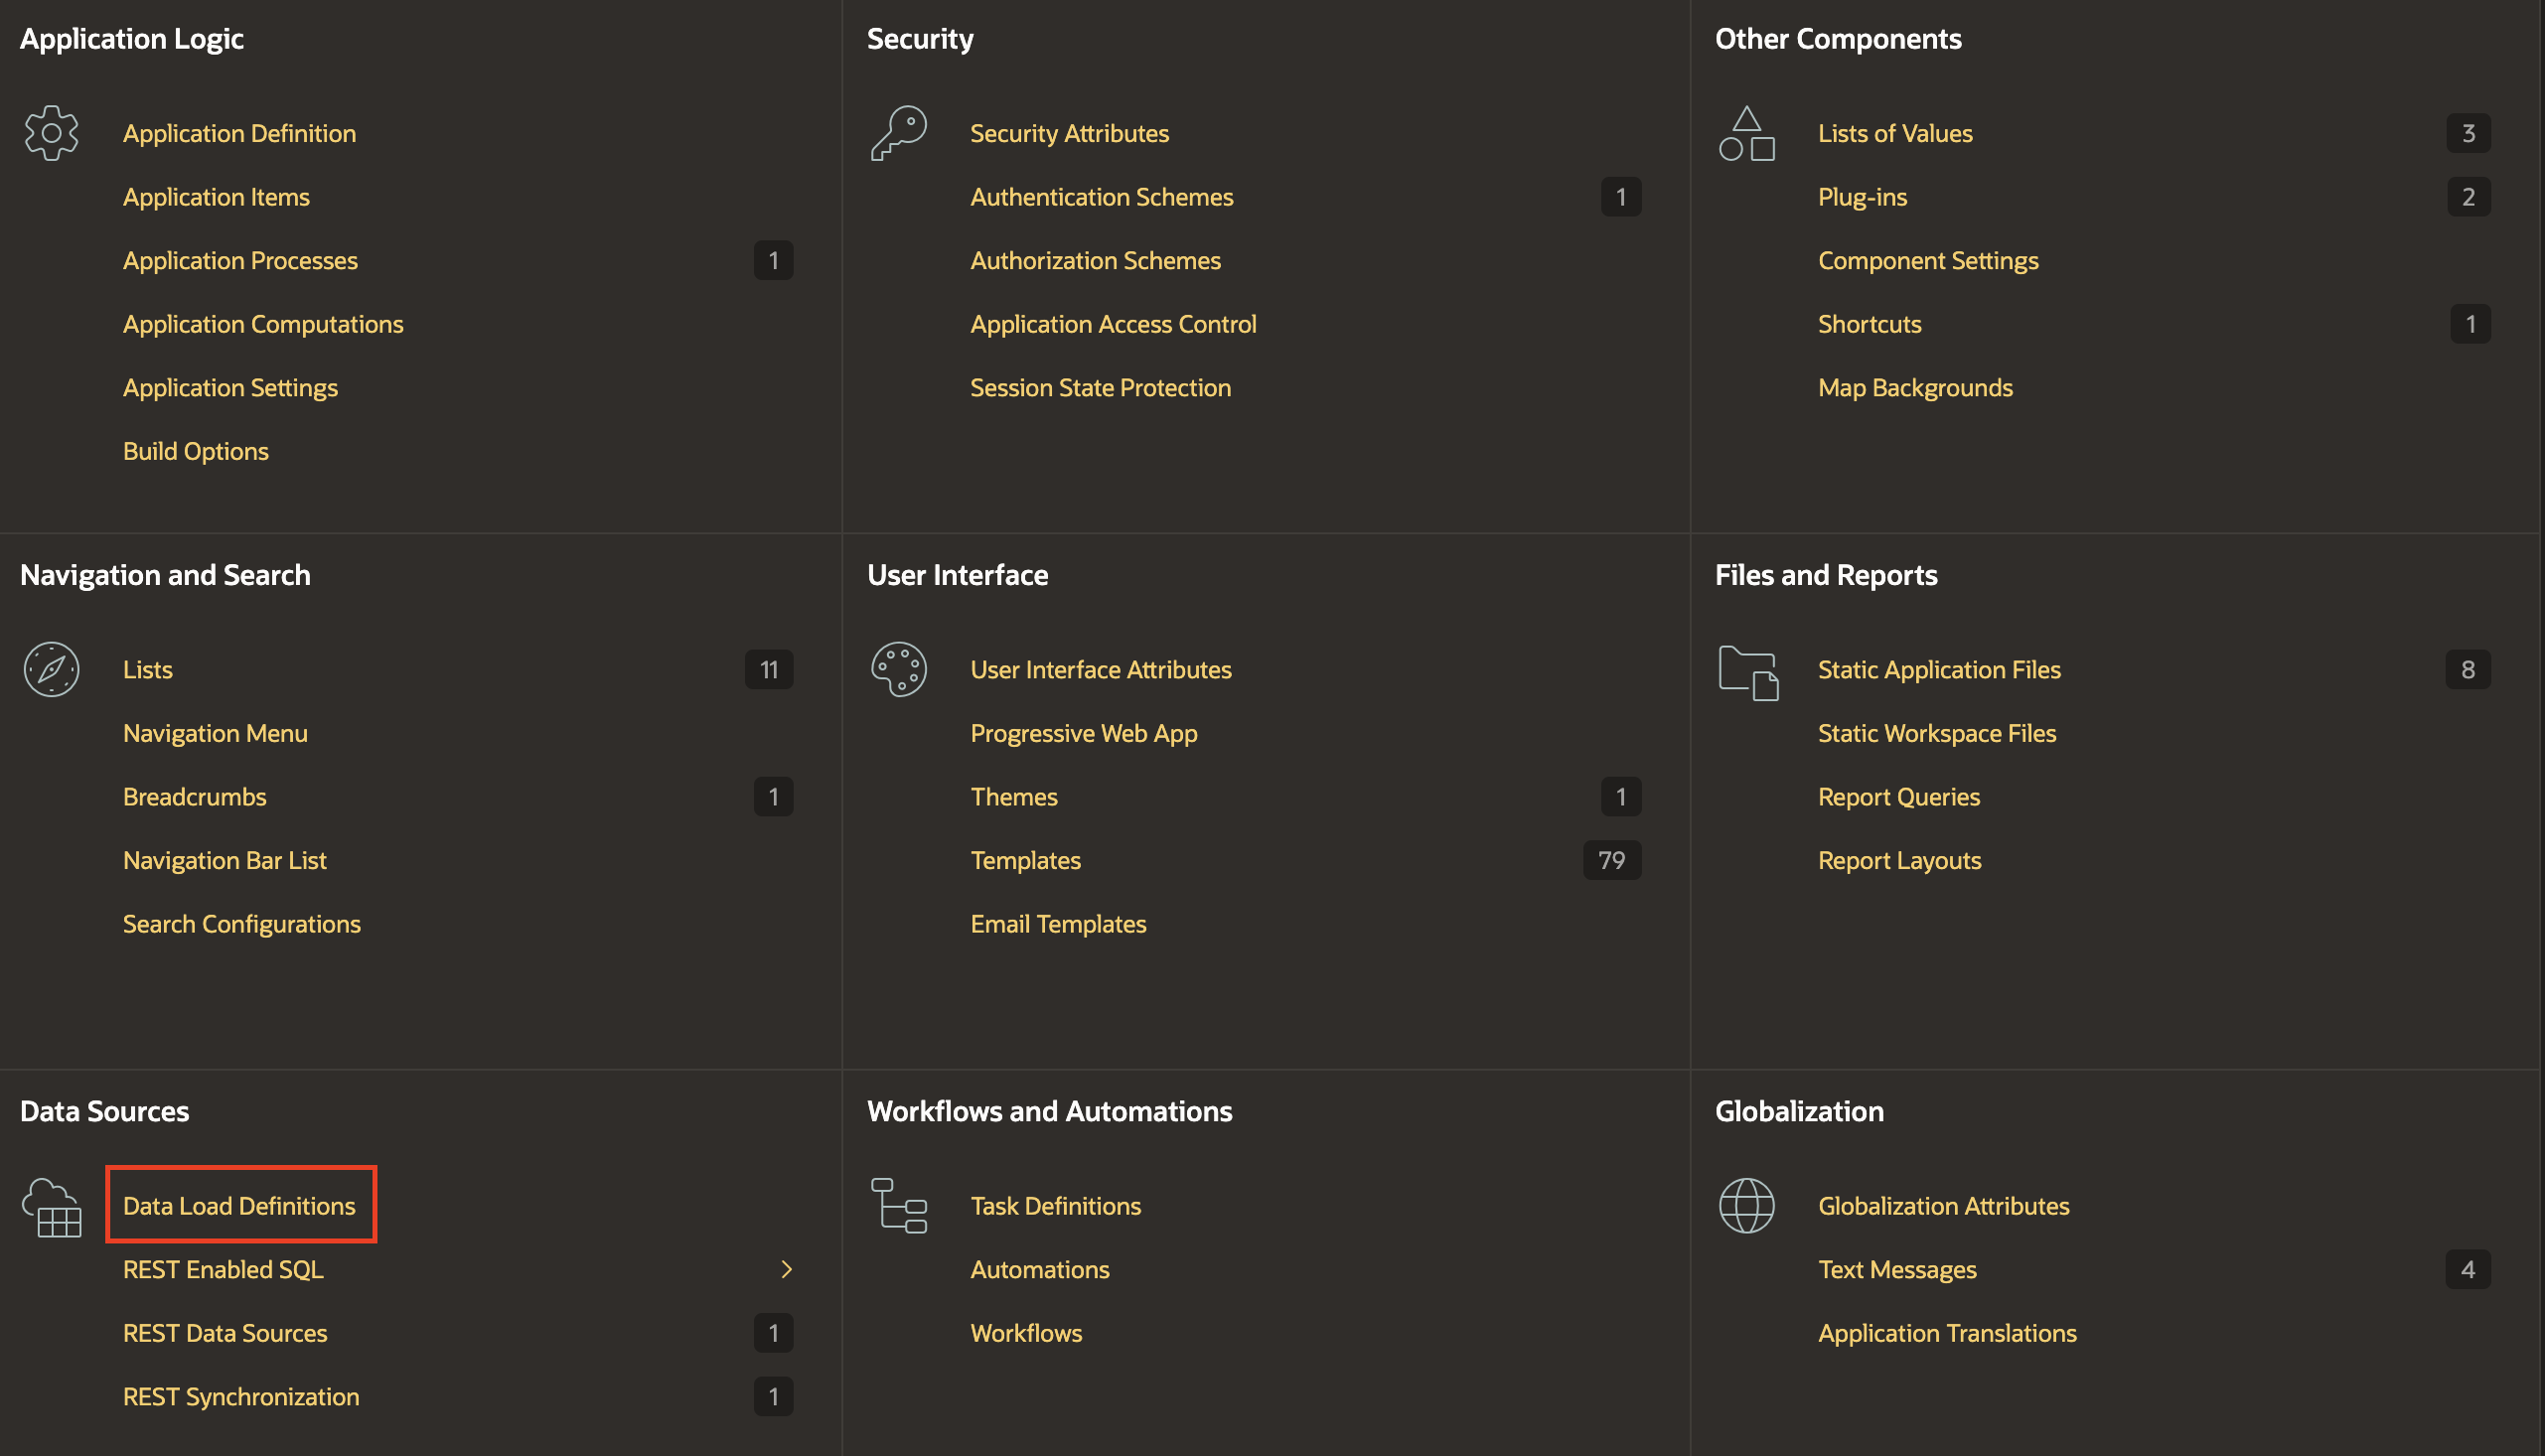 Application Logic
Application Definition
Application Items
Application Processes 1
Application Computations
Application Settings
Build Options
Security
Security Attributes
Authentication Schemes 1
Authorization Schemes
Application Access Control
Session State Protection
Other Components
Lists of Values 3
Plug-ins 2
Component Settings
Shortcuts 1
Map Backgrounds
Navigation and Search
Lists 11
Navigation Menu
Breadcrumbs 1
Navigation Bar List
Search Configurations
User Interface
User Interface Attributes
Progressive Web App
Themes 1
Templates 79
Email Templates
Files and Reports
Static Application Files 8
Static Workspace Files
Report Queries
Report Layouts
Data Sources
Data Load Definitions
REST Enabled SQL
REST Data Sources 1
REST Synchronization 1
Workflows and Automations
Task Definitions
Automations
Workflows
Globalization
Globalization Attributes
Text Messages 4
Application Translations